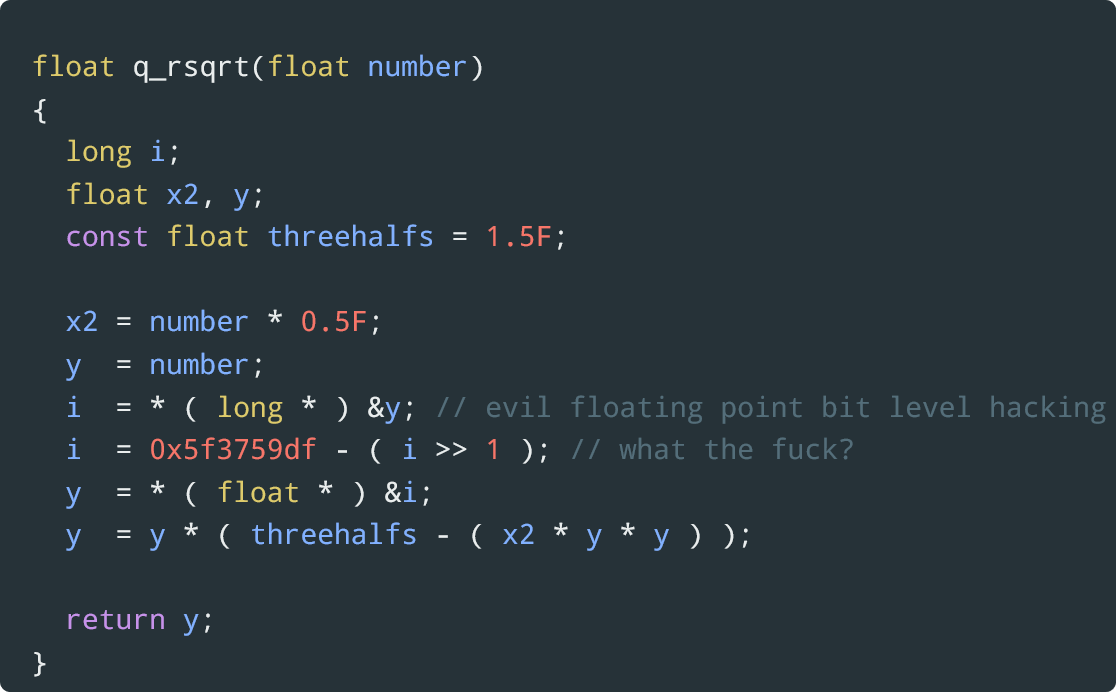 float q_rsqrt(float number)
{
  long i;
  float x2, y;
  const float threehalfs = 1.5F;

  x2 = number * 0.5F;
  y  = number;
  i  = * ( long * ) &y; // evil floating point bit level hacking
  i  = 0x5f3759df - ( i >> 1 ); // what the fuck?
  y  = * ( float * ) &i;
  y  = y * ( threehalfs - ( x2 * y * y ) );

  return y;
}